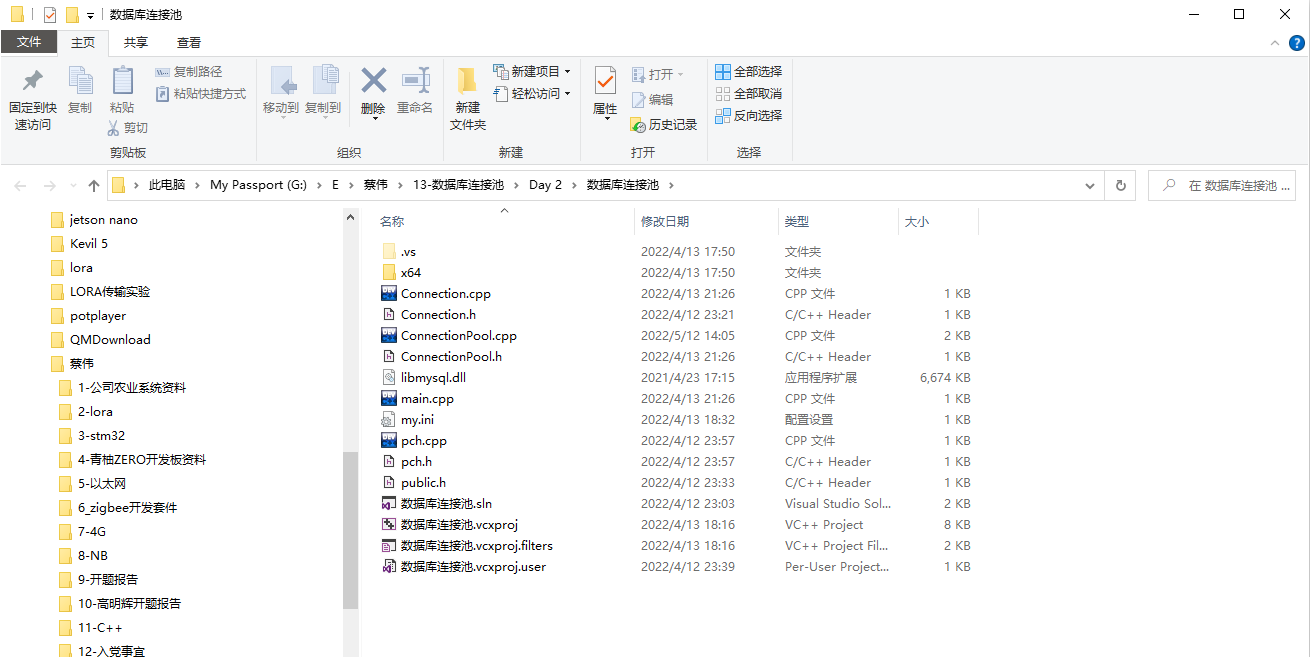 数据库连接池
文件 主页 共享 查看
固定到快速访问
复制
粘贴
复制路径
粘贴快捷方式
剪切
剪贴板
移动到
复制到
删除
重命名
组织
新建文件夹
新建项目
轻松访问
新建
属性
打开
编辑
历史记录
打开
全部选择
全部取消
反向选择
选择
此电脑 My Passport (G:) E 蔡伟 13-数据库连接池 Day 2 数据库连接池
在 数据库连接池 ...
jetson nano
Kevil 5
lora
LORA传输实验
potplayer
QMDownload
蔡伟
1-公司农业系统资料
2-lora
3-stm32
4-青柚ZERO开发板资料
5-以太网
6_zigbee开发套件
7-4G
8-NB
9-开题报告
10-高明辉开题报告
11-C++
12-入党事宜
名称 修改日期 类型 大小
.vs 2022/4/13 17:50 文件夹
x64 2022/4/13 17:50 文件夹
Connection.cpp 2022/4/13 21:26 CPP 文件 1 KB
Connection.h 2022/4/12 23:21 C/C++ Header 1 KB
ConnectionPool.cpp 2022/5/12 14:05 CPP 文件 2 KB
ConnectionPool.h 2022/4/13 21:26 C/C++ Header 1 KB
libmysql.dll 2021/4/23 17:15 应用程序扩展 6,674 KB
main.cpp 2022/4/13 21:26 CPP 文件 1 KB
my.ini 2022/4/13 18:32 配置设置 1 KB
pch.cpp 2022/4/12 23:57 CPP 文件 1 KB
pch.h 2022/4/12 23:57 C/C++ Header 1 KB
public.h 2022/4/12 23:33 C/C++ Header 1 KB
数据库连接池.sln 2022/4/12 23:03 Visual Studio Sol... 2 KB
数据库连接池.vcxproj 2022/4/13 18:16 VC++ Project 8 KB
数据库连接池.vcxproj.filters 2022/4/13 18:16 VC++ Project Fil... 2 KB
数据库连接池.vcxproj.user 2022/4/12 23:39 Per-User Project... 1 KB